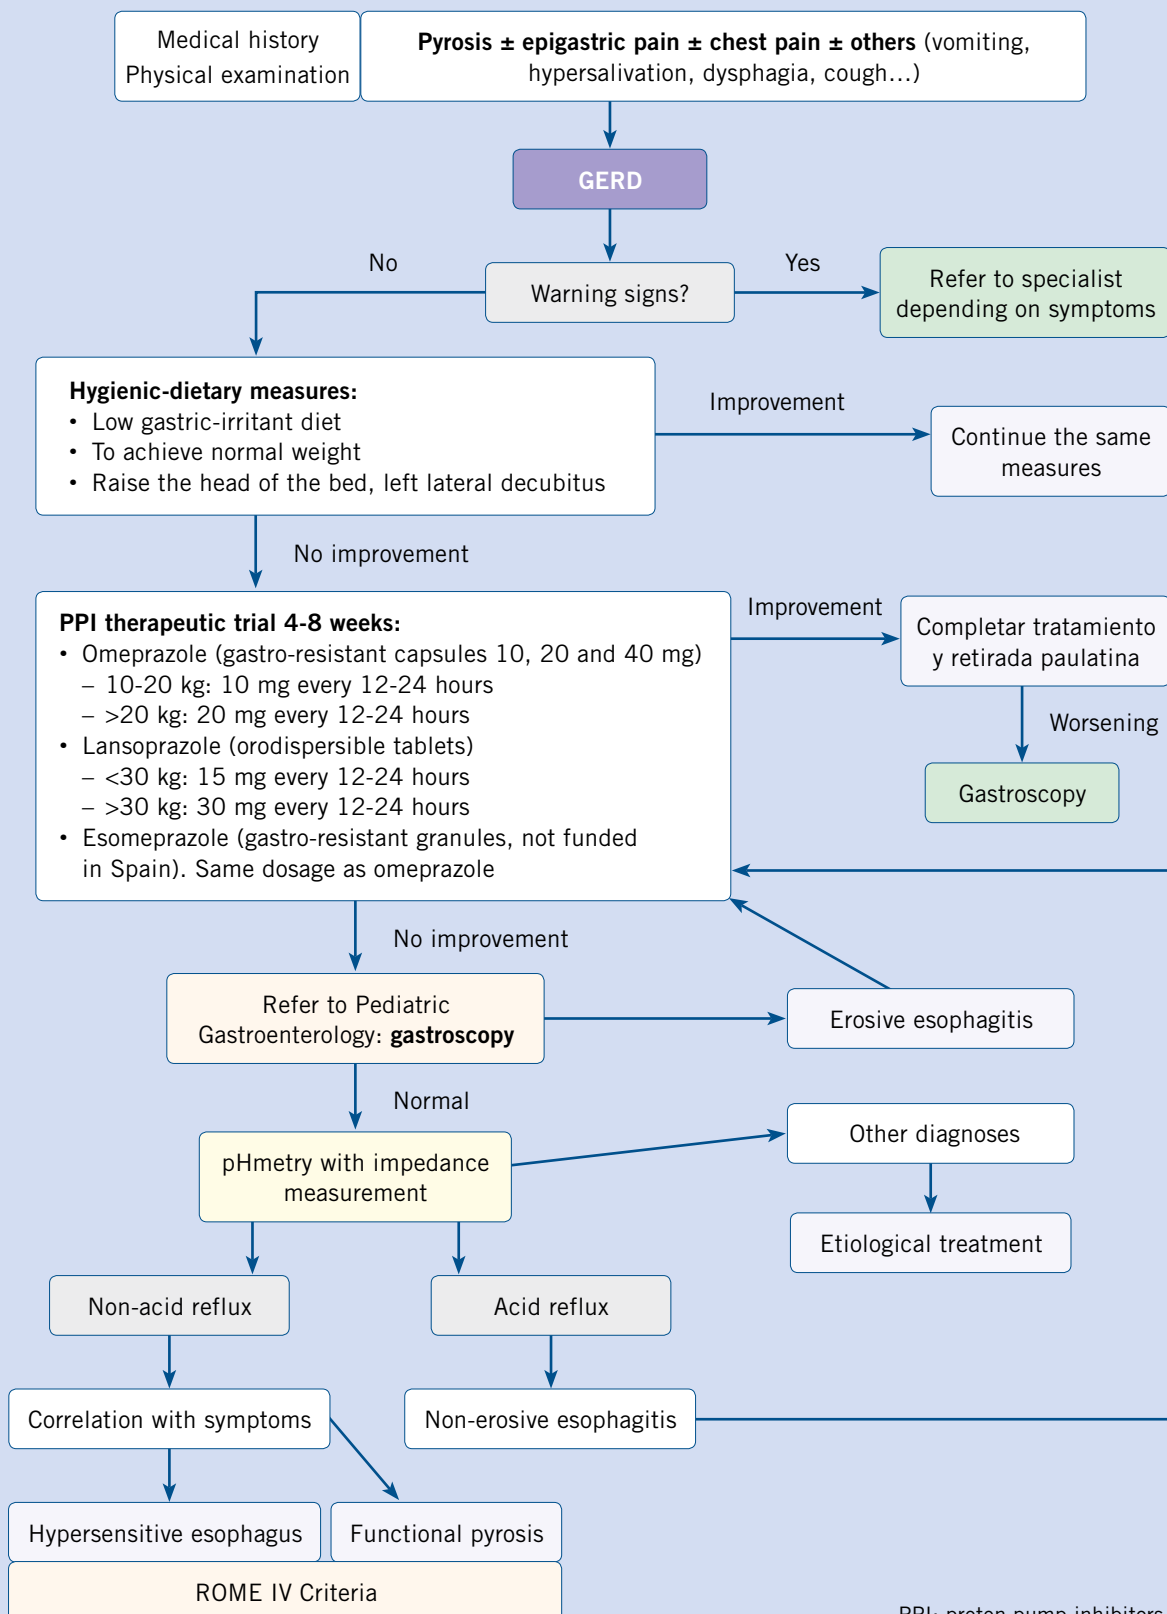 Medical history
Physical examination
Pyrosis ± epigastric pain ± chest pain ± others (vomiting,
hypersalivation, dysphagia, cough…)
GERD
No
Warning signs?
Yes
Refer to specialist
depending on symptoms
Hygienic-dietary measures:
• Low gastric-irritant diet
• To achieve normal weight
• Raise the head of the bed, left lateral decubitus
Improvement
Continue the same
measures
No improvement
PPI therapeutic trial 4-8 weeks:
• Omeprazole (gastro-resistant capsules 10, 20 and 40 mg)
– 10-20 kg: 10 mg every 12-24 hours
– >20 kg: 20 mg every 12-24 hours
• Lansoprazole (orodispersible tablets)
– <30 kg: 15 mg every 12-24 hours
– >30 kg: 30 mg every 12-24 hours
• Esomeprazole (gastro-resistant granules, not funded
in Spain). Same dosage as omeprazole
Improvement
Completar tratamiento
y retirada paulatina
Worsening
Gastroscopy
No improvement
Refer to Pediatric
Gastroenterology: gastroscopy
Erosive esophagitis
Normal
pHmetry with impedance
measurement
Other diagnoses
Etiological treatment
Non-acid reflux
Acid reflux
Correlation with symptoms
Non-erosive esophagitis
Hypersensitive esophagus
Functional pyrosis
ROME IV Criteria
PPI: proton pump inhibitors